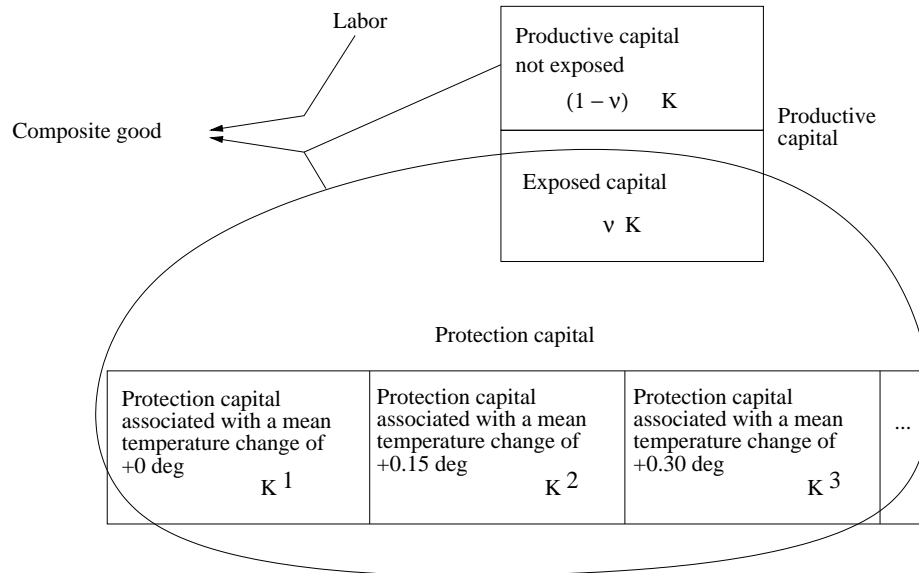 Labor
Composite good
Productive capital
not exposed
(1 – ν) K
Productive
capital
Exposed capital
ν K
Protection capital
Protection capital
associated with a mean
temperature change of
+0 deg
K 1
Protection capital
associated with a mean
temperature change of
+0.15 deg
K 2
Protection capital
associated with a mean
temperature change of
+0.30 deg
K 3
...